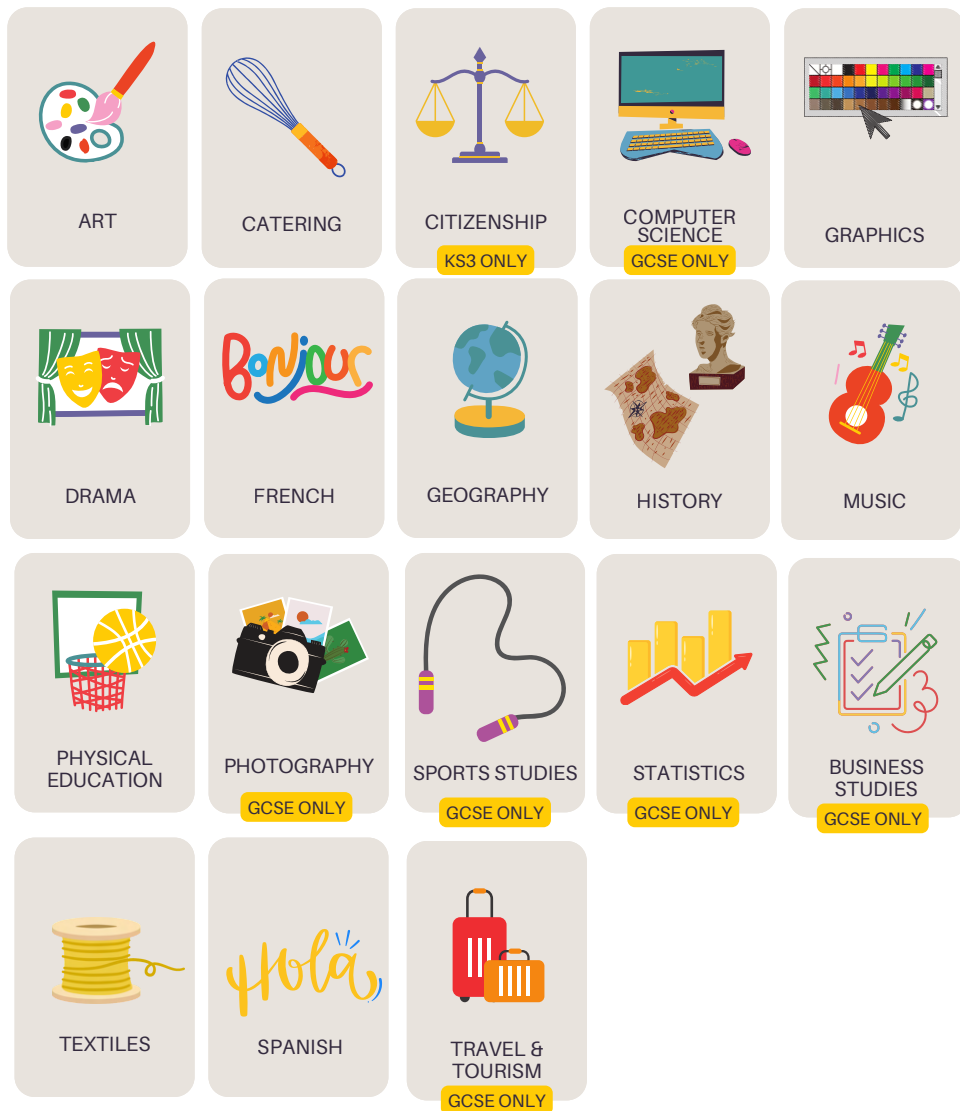 ART
CATERING
CITIZENSHIP
KS3 ONLY
COMPUTER
SCIENCE
GCSE ONLY
GRAPHICS
DRAMA
Bonjour
FRENCH
GEOGRAPHY
HISTORY
MUSIC
PHYSICAL
EDUCATION
PHOTOGRAPHY
GCSE ONLY
SPORTS STUDIES
GCSE ONLY
STATISTICS
GCSE ONLY
BUSINESS
STUDIES
GCSE ONLY
TEXTILES
Hola
SPANISH
TRAVEL &
TOURISM
GCSE ONLY